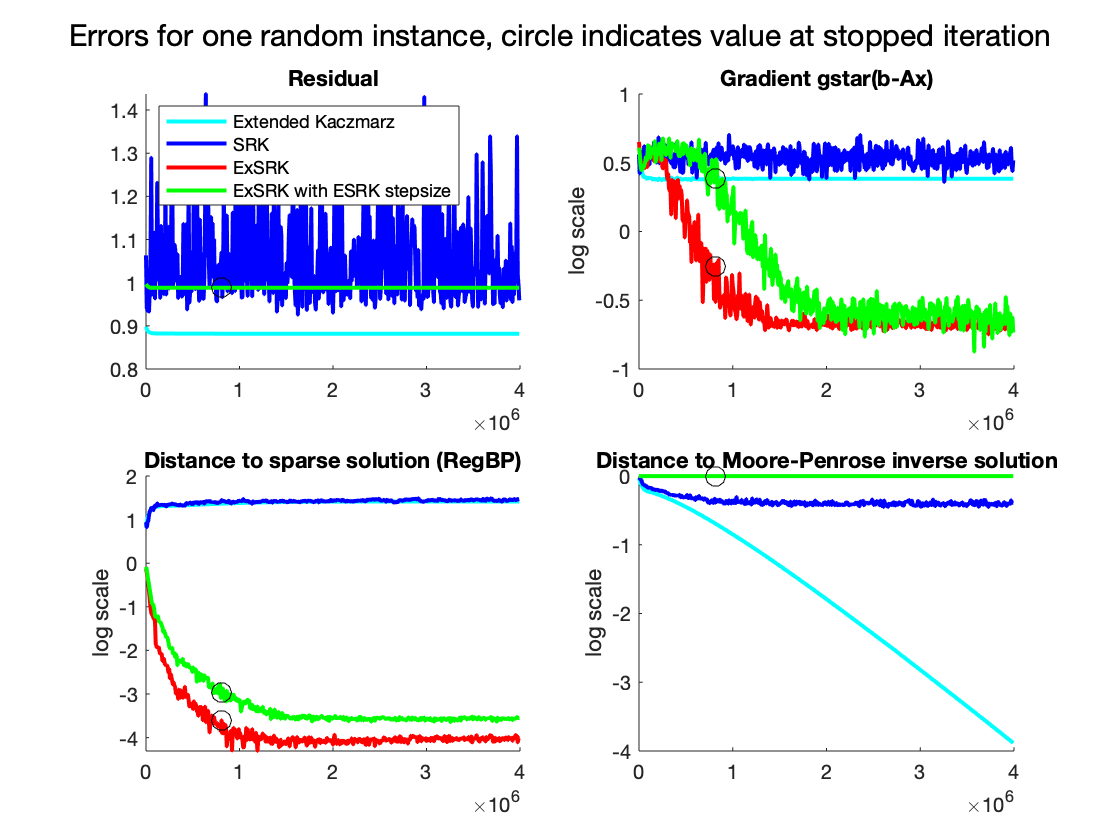 Errors for one random instance, circle indicates value at stopped iteration
Residual
1.4
1.3
1.2
1.1
1
0.9
0.8
0 1 2 3 4
×10^6
Extended Kaczmarz
SRK
ExSRK
ExSRK with ESRK stepsize
Gradient gstar(b-Ax)
log scale
1
0.5
0
-0.5
-1
0 1 2 3 4
×10^6
Distance to sparse solution (RegBP)
log scale
2
1
0
-1
-2
-3
-4
0 1 2 3 4
×10^6
Distance to Moore-Penrose inverse solution
log scale
0
-1
-2
-3
-4
0 1 2 3 4
×10^6